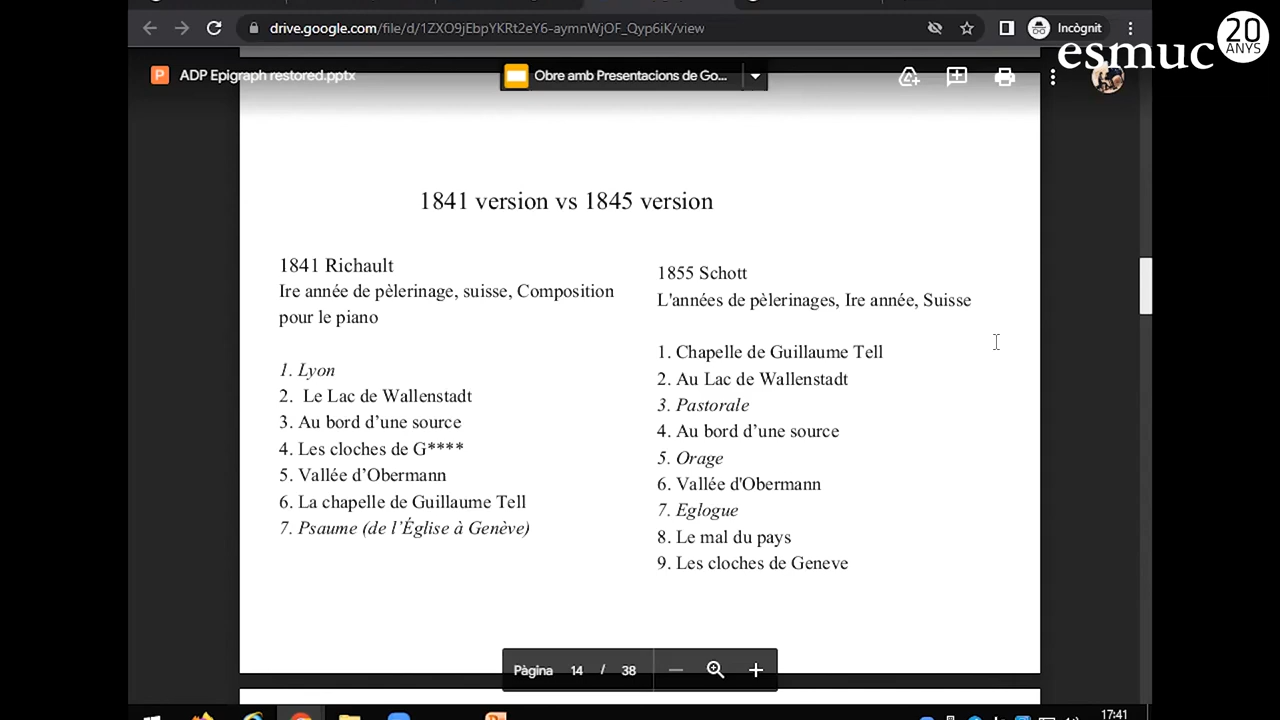 drive.google.com/file/d/1ZXO9jEbpYKRt2eY6-aymnWjOF_Qyp6iK/view
Incògnit
esmuc
20
ANYS
P
ADP Epigraph restored.pptx
Obre amb Presentacions de Go...
1841 version vs 1845 version
1841 Richault
Ire année de pèlerinage, suisse, Composition
pour le piano
1. Lyon
2. Le Lac de Wallenstadt
3. Au bord d’une source
4. Les cloches de G****
5. Vallée d’Obermann
6. La chapelle de Guillaume Tell
7. Psaume (de l’Église à Genève)
1855 Schott
L'années de pèlerinages, Ire année, Suisse
1. Chapelle de Guillaume Tell
2. Au Lac de Wallenstadt
3. Pastorale
4. Au bord d’une source
5. Orage
6. Vallée d'Obermann
7. Eglogue
8. Le mal du pays
9. Les cloches de Geneve
Pàgina 14 / 38
17:41